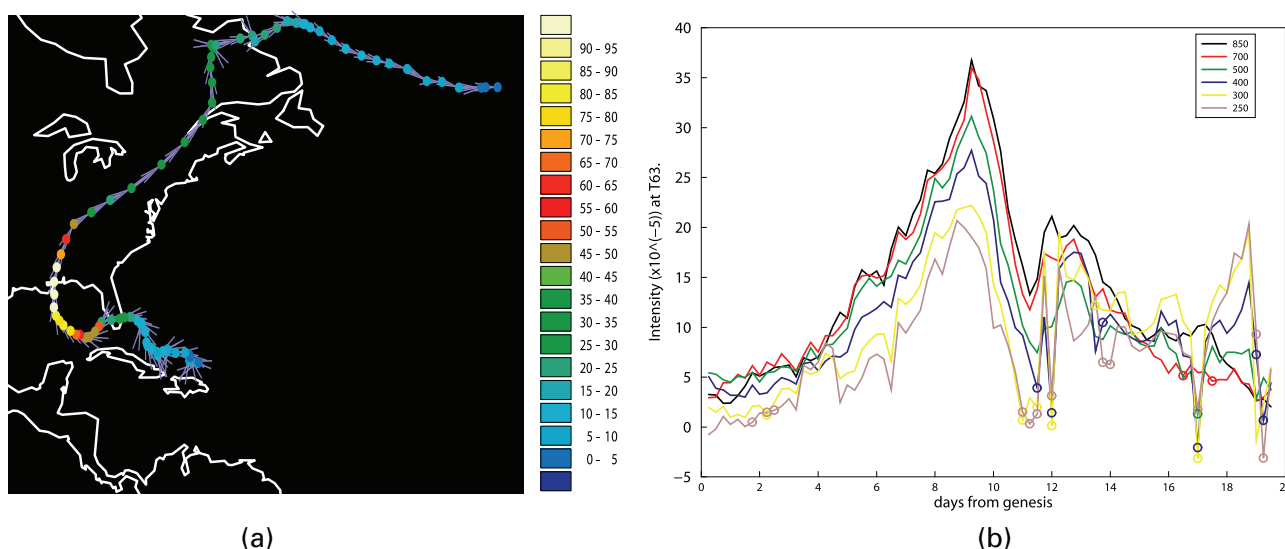 90 - 95
85 - 90
80 - 85
75 - 80
70 - 75
65 - 70
60 - 65
55 - 60
50 - 55
45 - 50
40 - 45
35 - 40
30 - 35
25 - 30
20 - 25
15 - 20
10 - 15
5 - 10
0 - 5
(a)
40
35
30
25
20
15
10
5
0
−5
Intensity (x10^(−5)) at T63.
850
700
500
400
300
250
0 2 4 6 8 10 12 14 16 18 2
days from genesis
(b)